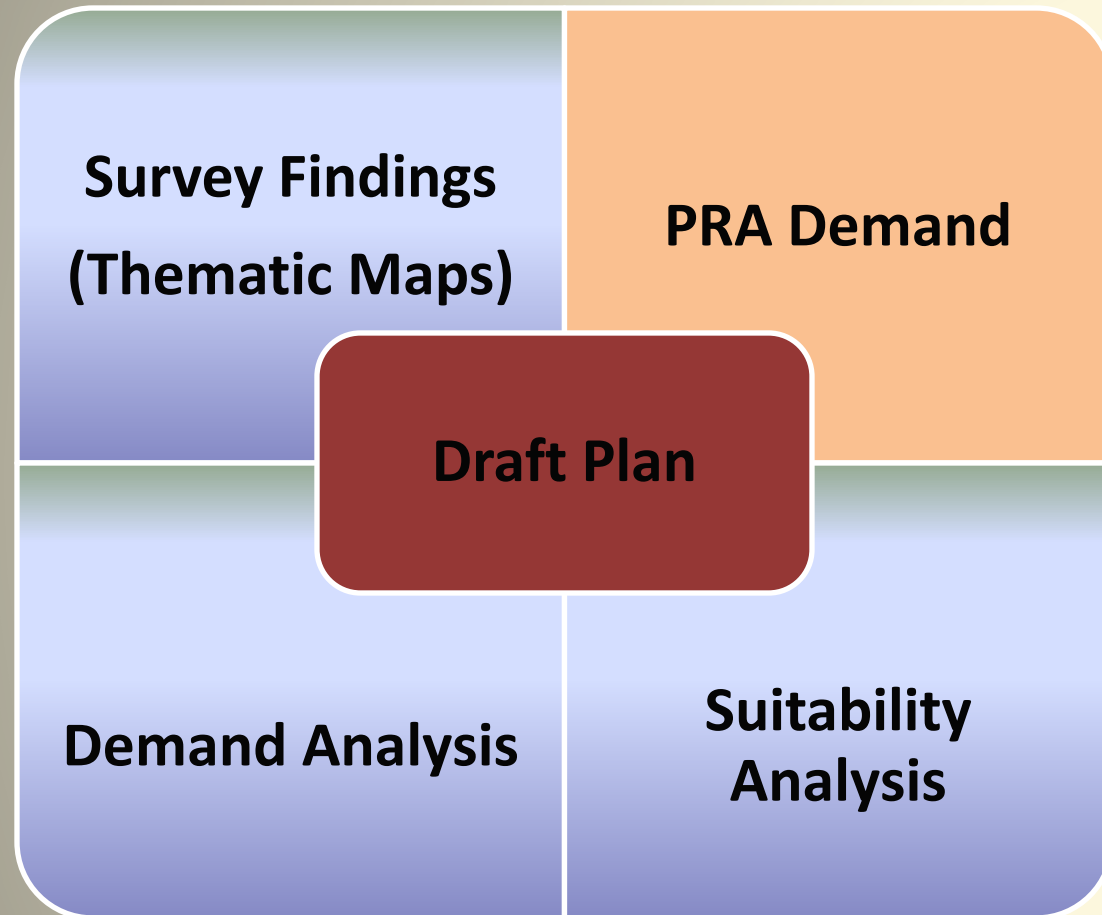 Survey Findings
(Thematic Maps)
PRA Demand
Draft Plan
Demand Analysis
Suitability
Analysis